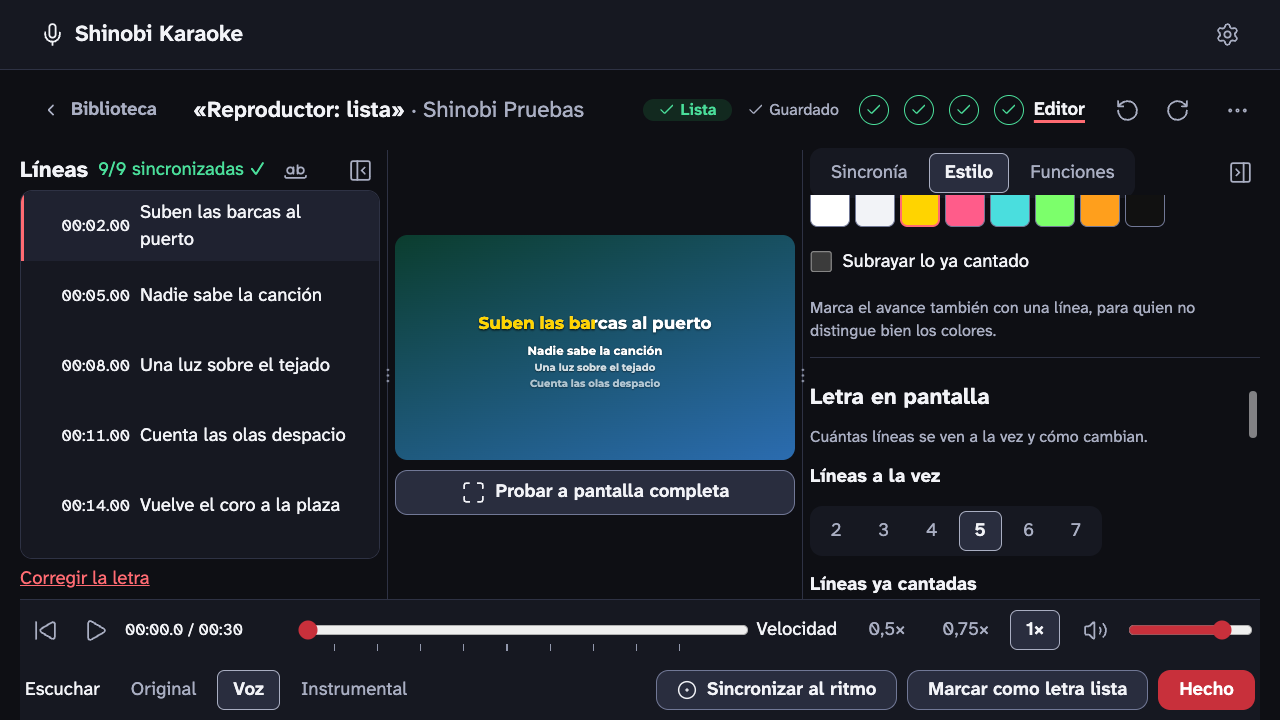 Shinobi Karaoke
Biblioteca
«Reproductor: lista» · Shinobi Pruebas
Lista
Guardado
Editor
Líneas 9/9 sincronizadas
ab
00:02.00 Suben las barcas al puerto
00:05.00 Nadie sabe la canción
00:08.00 Una luz sobre el tejado
00:11.00 Cuenta las olas despacio
00:14.00 Vuelve el coro a la plaza
Corregir la letra
Suben las barcas al puerto
Nadie sabe la canción
Una luz sobre el tejado
Cuenta las olas despacio
Probar a pantalla completa
Sincronía Estilo Funciones
Subrayar lo ya cantado
Marca el avance también con una línea, para quien no
distingue bien los colores.
Letra en pantalla
Cuántas líneas se ven a la vez y cómo cambian.
Líneas a la vez
2 3 4 5 6 7
Líneas ya cantadas
00:00.0 / 00:30
Velocidad 0,5× 0,75× 1×
Escuchar Original Voz Instrumental
Sincronizar al ritmo
Marcar como letra lista
Hecho